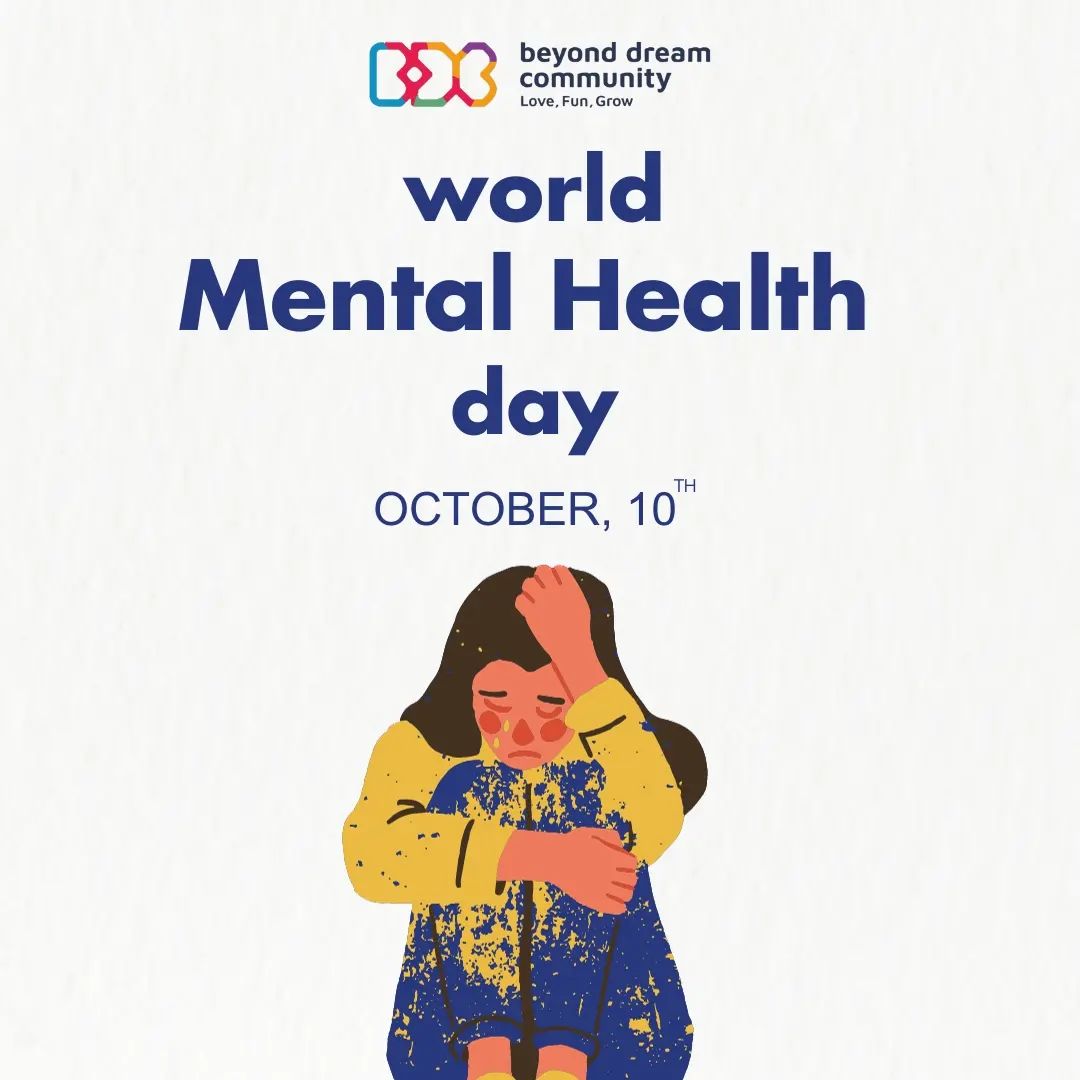 beyond dream
community
Love, Fun, Grow
world
Mental Health
day
OCTOBER, 10TH